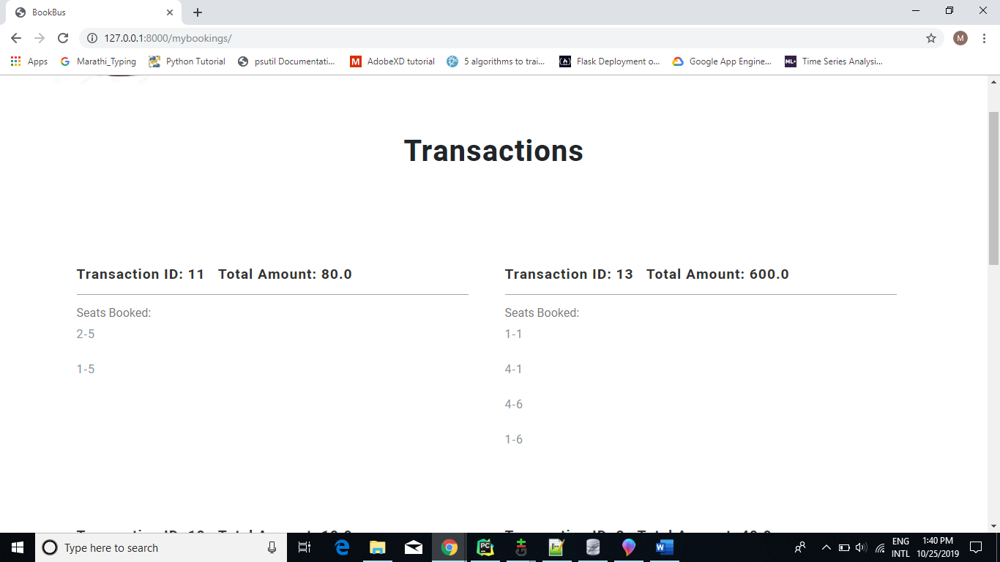 BookBus
127.0.0.1:8000/mybookings/
M
Apps
Marathi_Typing
Python Tutorial
psutil Documentati...
M
AdobeXD tutorial
5 algorithms to trai...
Flask Deployment o...
Google App Engine...
ML+
Time Series Analysi...
Transactions
Transaction ID: 11 Total Amount: 80.0
Seats Booked:
2-5
1-5
Transaction ID: 13 Total Amount: 600.0
Seats Booked:
1-1
4-1
4-6
1-6
Type here to search
PC
W
ENG
INTL
1:40 PM
10/25/2019